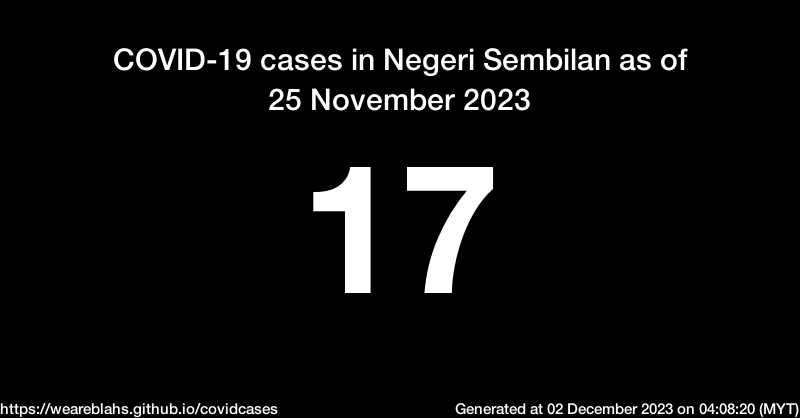 COVID-19 cases in Negeri Sembilan as of
25 November 2023
17
https://weareblahs.github.io/covidcases
Generated at 02 December 2023 on 04:08:20 (MYT)